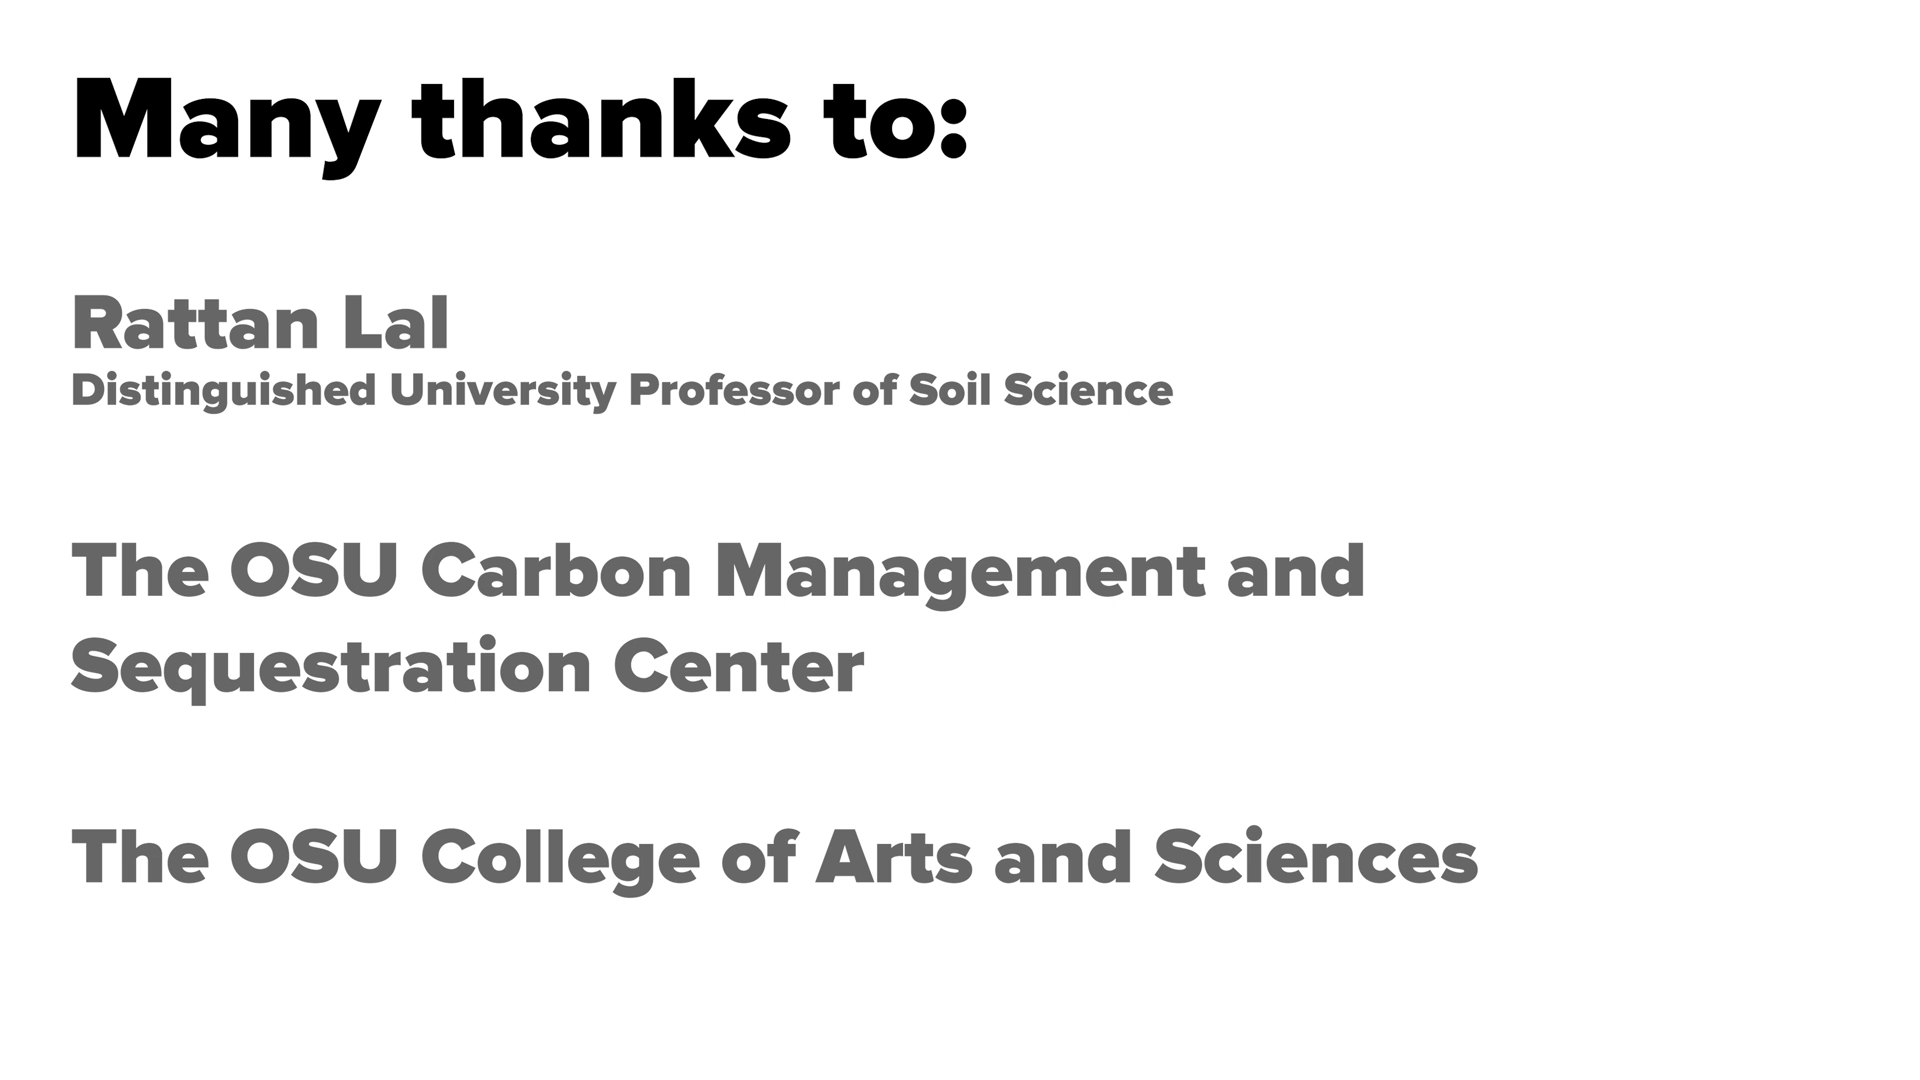 Many thanks to:
Rattan Lal
Distinguished University Professor of Soil Science
The OSU Carbon Management and
Sequestration Center
The OSU College of Arts and Sciences